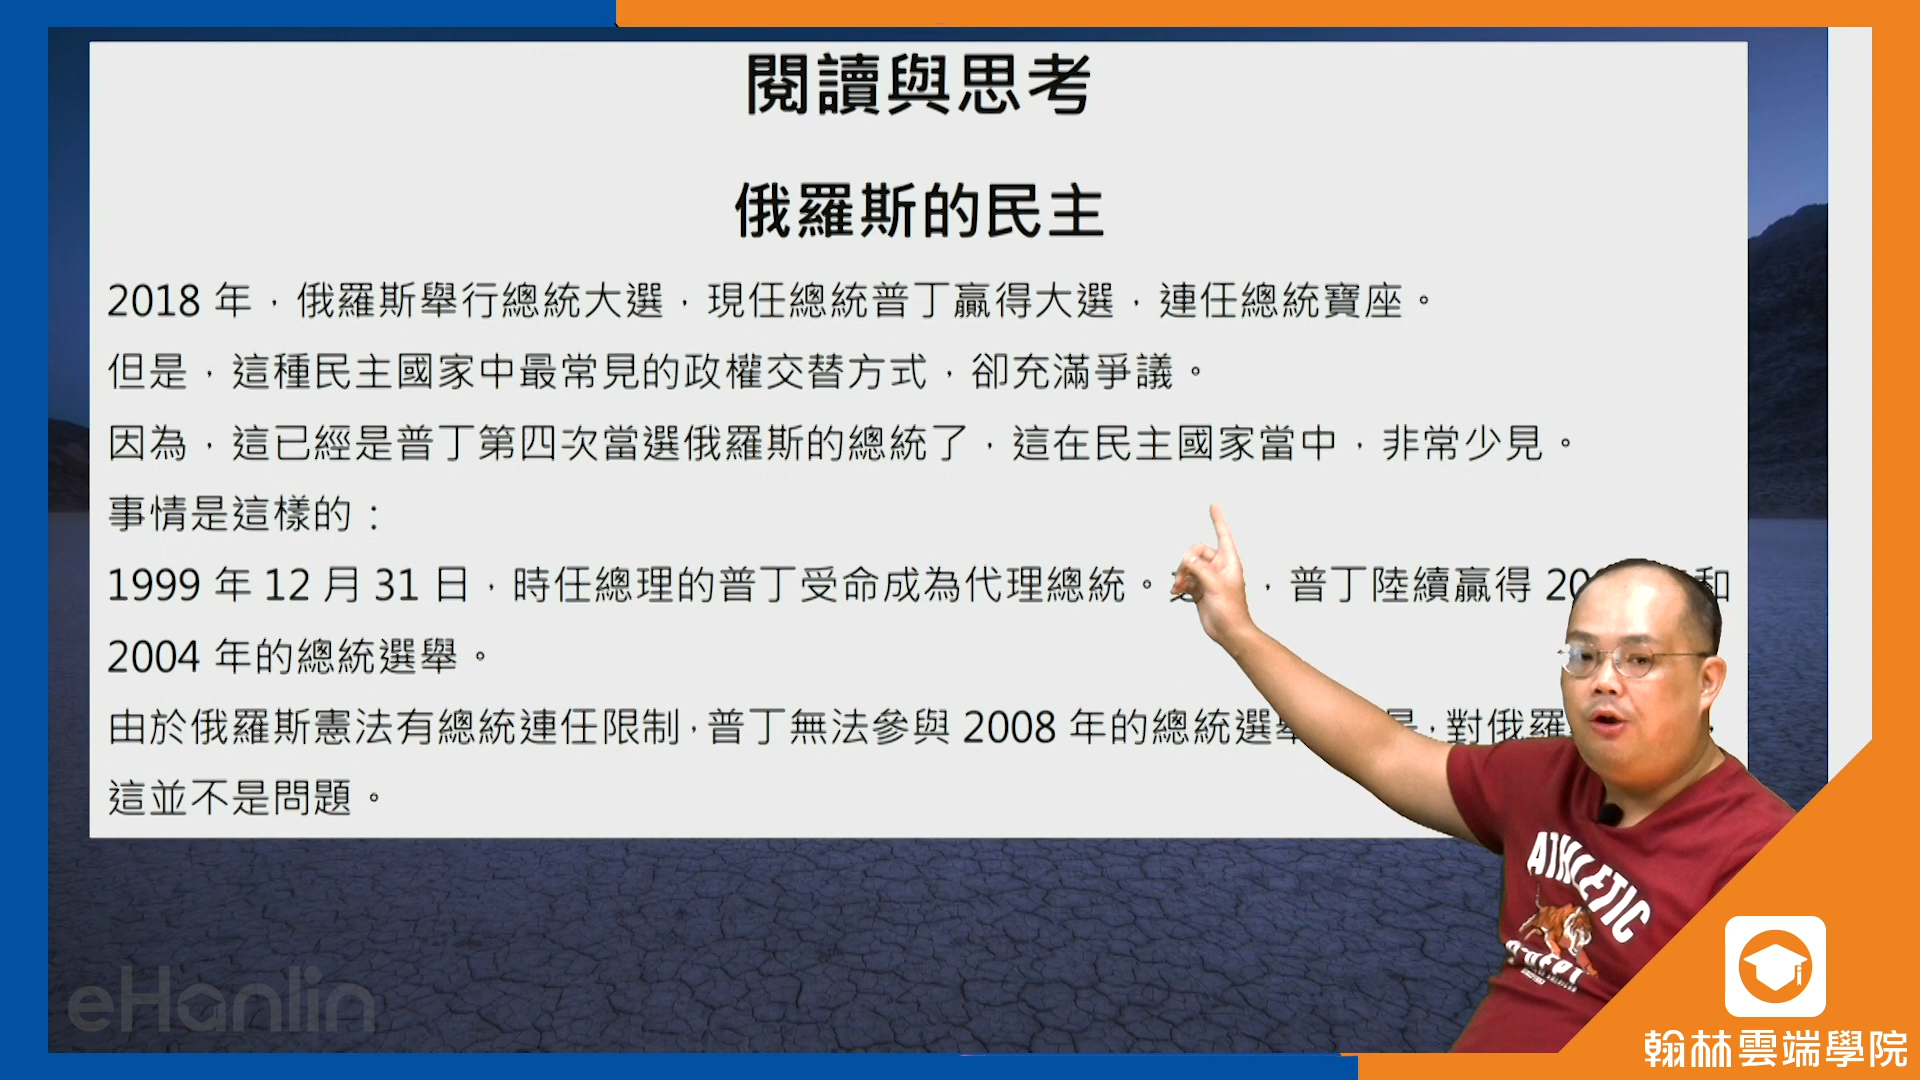 閱讀與思考
俄羅斯的民主
2018 年，俄羅斯舉行總統大選，現任總統普丁贏得大選，連任總統寶座。
但是，這種民主國家中最常見的政權交替方式，卻充滿爭議。
因為，這已經是普丁第四次當選俄羅斯的總統了，這在民主國家當中，非常少見。
事情是這樣的：
1999 年 12 月 31 日，時任總理的普丁受命成為代理總統。，普丁陸續贏得 和
2004 年的總統選舉。
由於俄羅斯憲法有總統連任限制，普丁無法參與 2008 年的總統選，對俄羅
這並不是問題。
ATHLETIC
eHanlin
翰林雲端學院